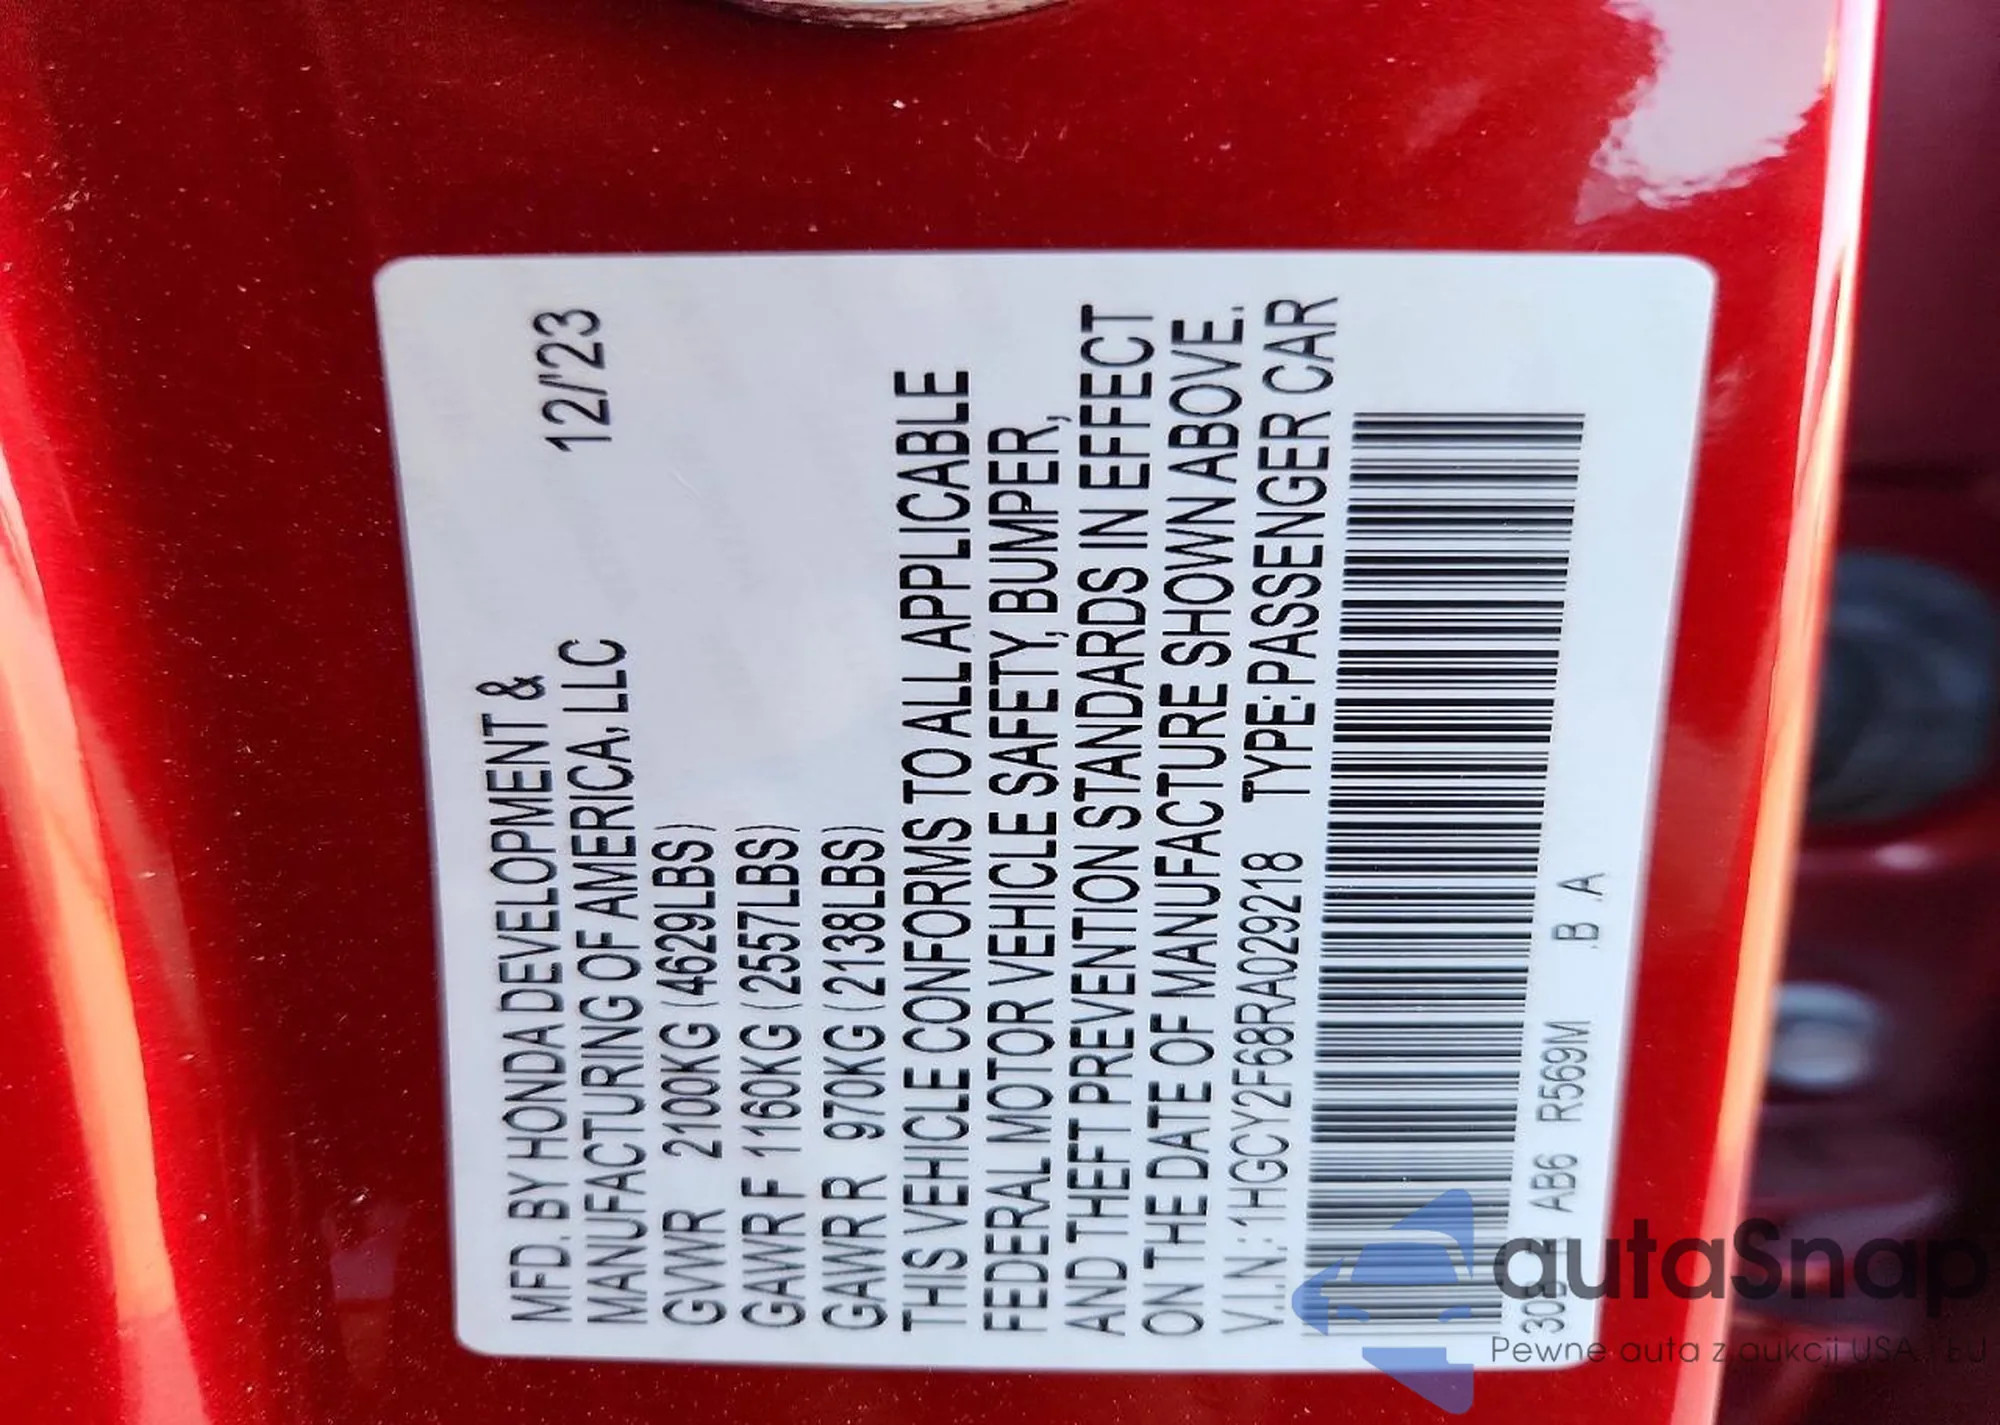 MFD. BY HONDA DEVELOPMENT &
MANUFACTURING OF AMERICA, LLC 12/'23
GVWR 2100KG (4629LBS)
GAWR F 1160KG (2557LBS)
GAWR R 970KG (2138LBS)
THIS VEHICLE CONFORMS TO ALL APPLICABLE
FEDERAL MOTOR VEHICLE SAFETY, BUMPER,
AND THEFT PREVENTION STANDARDS IN EFFECT
ON THE DATE OF MANUFACTURE SHOWN ABOVE.
V.I.N.: 1HGCY2F68RA029218 TYPE: PASSENGER CAR
AB6 R569M .B A
autaSnap
Pewne auta z aukcji USA